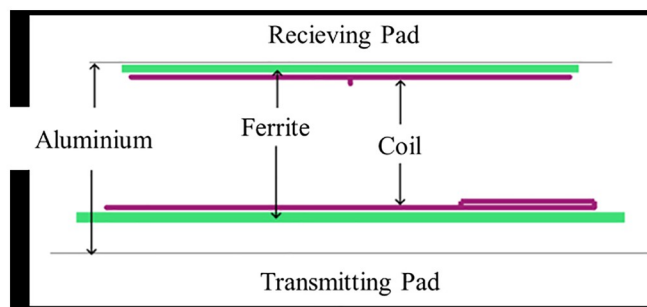 Recieving Pad
Ferrite
Aluminium
Coil
Transmitting Pad